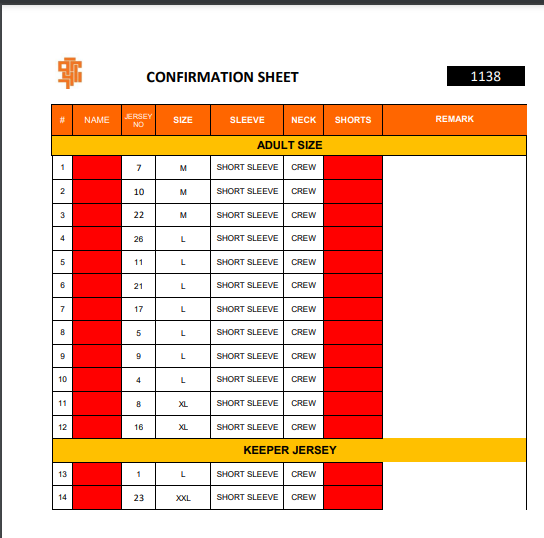 CONFIRMATION SHEET 1138
# NAME JERSEY NO SIZE SLEEVE NECK SHORTS REMARK
ADULT SIZE
1 7 M SHORT SLEEVE CREW
2 10 M SHORT SLEEVE CREW
3 22 M SHORT SLEEVE CREW
4 26 L SHORT SLEEVE CREW
5 11 L SHORT SLEEVE CREW
6 21 L SHORT SLEEVE CREW
7 17 L SHORT SLEEVE CREW
8 5 L SHORT SLEEVE CREW
9 9 L SHORT SLEEVE CREW
10 4 L SHORT SLEEVE CREW
11 8 XL SHORT SLEEVE CREW
12 16 XL SHORT SLEEVE CREW
KEEPER JERSEY
13 1 L SHORT SLEEVE CREW
14 23 XXL SHORT SLEEVE CREW